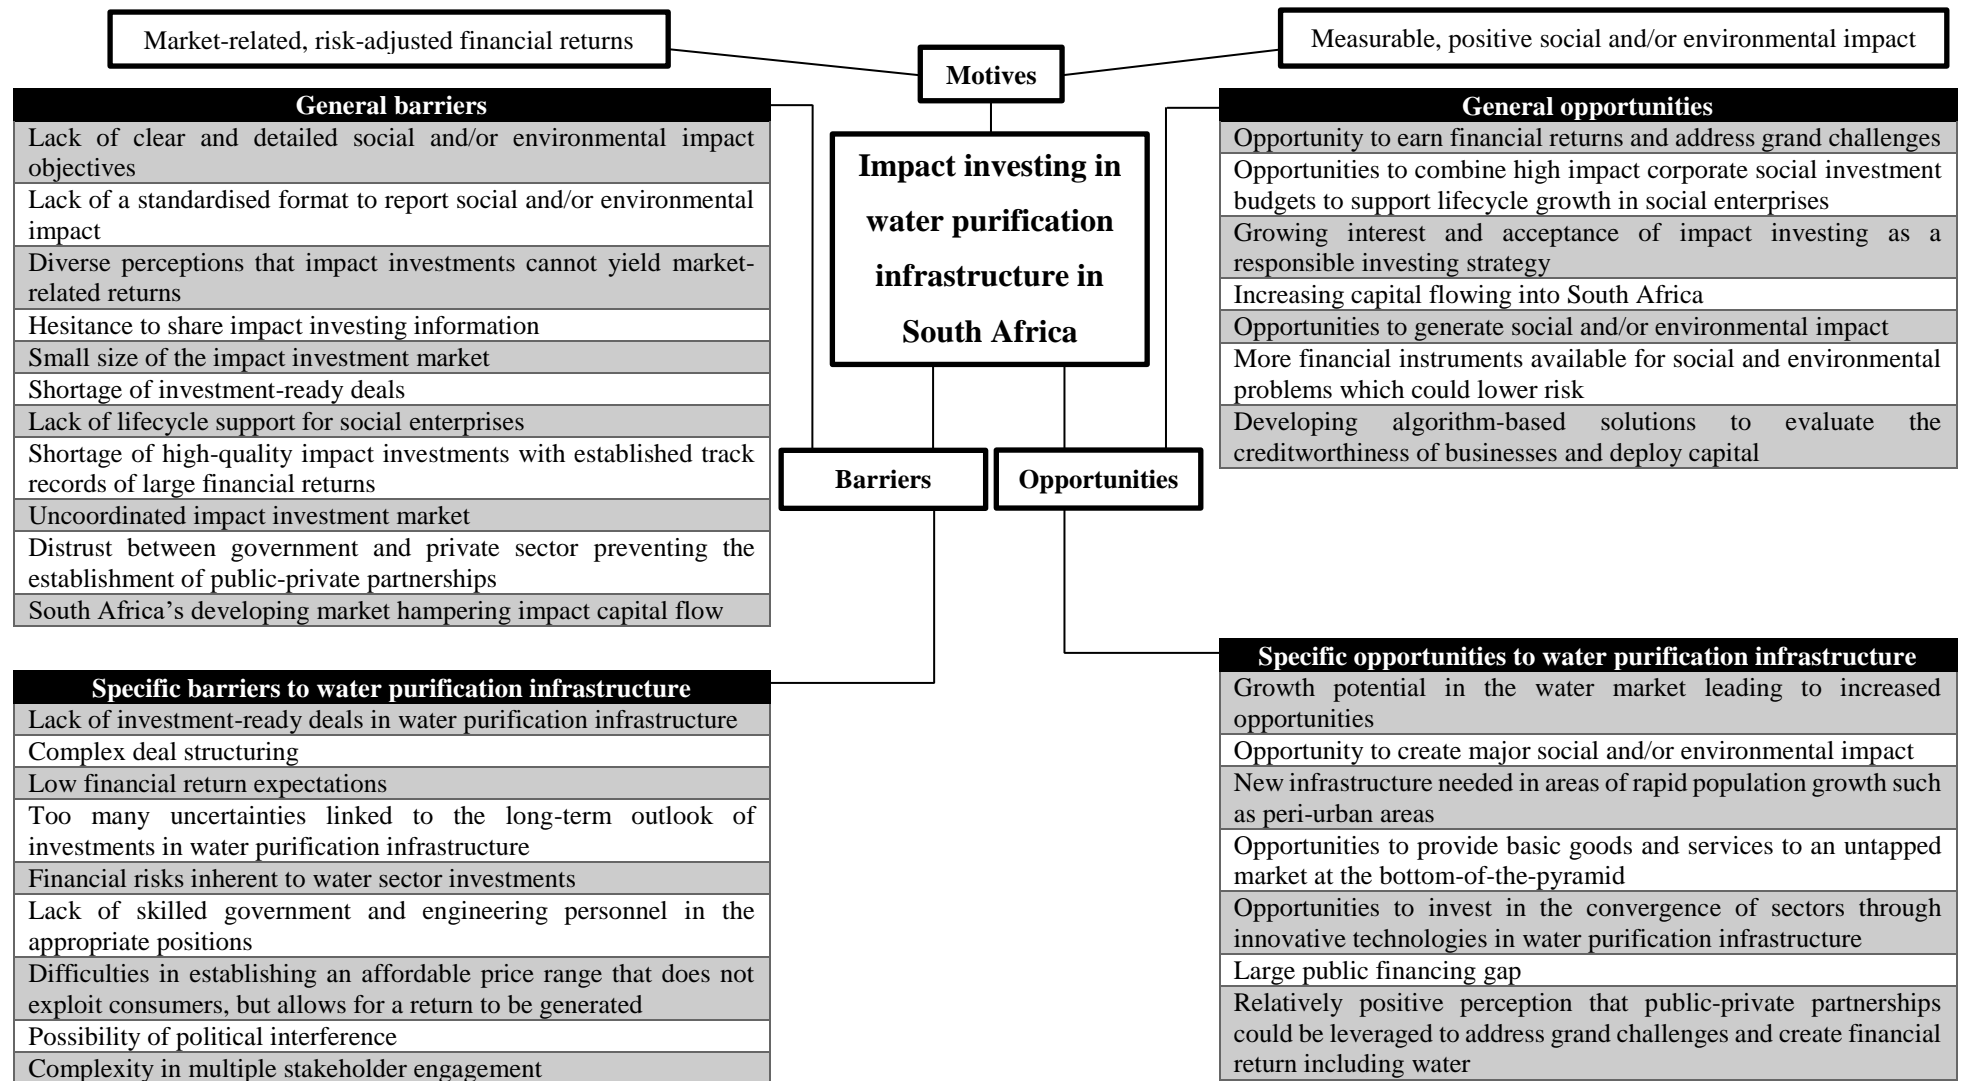 Market-related, risk-adjusted financial returns
Motives
Measurable, positive social and/or environmental impact
General barriers
Lack of clear and detailed social and/or environmental impact
objectives
Lack of a standardised format to report social and/or environmental
impact
Diverse perceptions that impact investments cannot yield market-
related returns
Hesitance to share impact investing information
Small size of the impact investment market
Shortage of investment-ready deals
Lack of lifecycle support for social enterprises
Shortage of high-quality impact investments with established track
records of large financial returns
Uncoordinated impact investment market
Distrust between government and private sector preventing the
establishment of public-private partnerships
South Africa’s developing market hampering impact capital flow
Impact investing in
water purification
infrastructure in
South Africa
Barriers
Opportunities
General opportunities
Opportunity to earn financial returns and address grand challenges
Opportunities to combine high impact corporate social investment
budgets to support lifecycle growth in social enterprises
Growing interest and acceptance of impact investing as a
responsible investing strategy
Increasing capital flowing into South Africa
Opportunities to generate social and/or environmental impact
More financial instruments available for social and environmental
problems which could lower risk
Developing algorithm-based solutions to evaluate the
creditworthiness of businesses and deploy capital
Specific barriers to water purification infrastructure
Lack of investment-ready deals in water purification infrastructure
Complex deal structuring
Low financial return expectations
Too many uncertainties linked to the long-term outlook of
investments in water purification infrastructure
Financial risks inherent to water sector investments
Lack of skilled government and engineering personnel in the
appropriate positions
Difficulties in establishing an affordable price range that does not
exploit consumers, but allows for a return to be generated
Possibility of political interference
Complexity in multiple stakeholder engagement
Specific opportunities to water purification infrastructure
Growth potential in the water market leading to increased
opportunities
Opportunity to create major social and/or environmental impact
New infrastructure needed in areas of rapid population growth such
as peri-urban areas
Opportunities to provide basic goods and services to an untapped
market at the bottom-of-the-pyramid
Opportunities to invest in the convergence of sectors through
innovative technologies in water purification infrastructure
Large public financing gap
Relatively positive perception that public-private partnerships
could be leveraged to address grand challenges and create financial
return including water